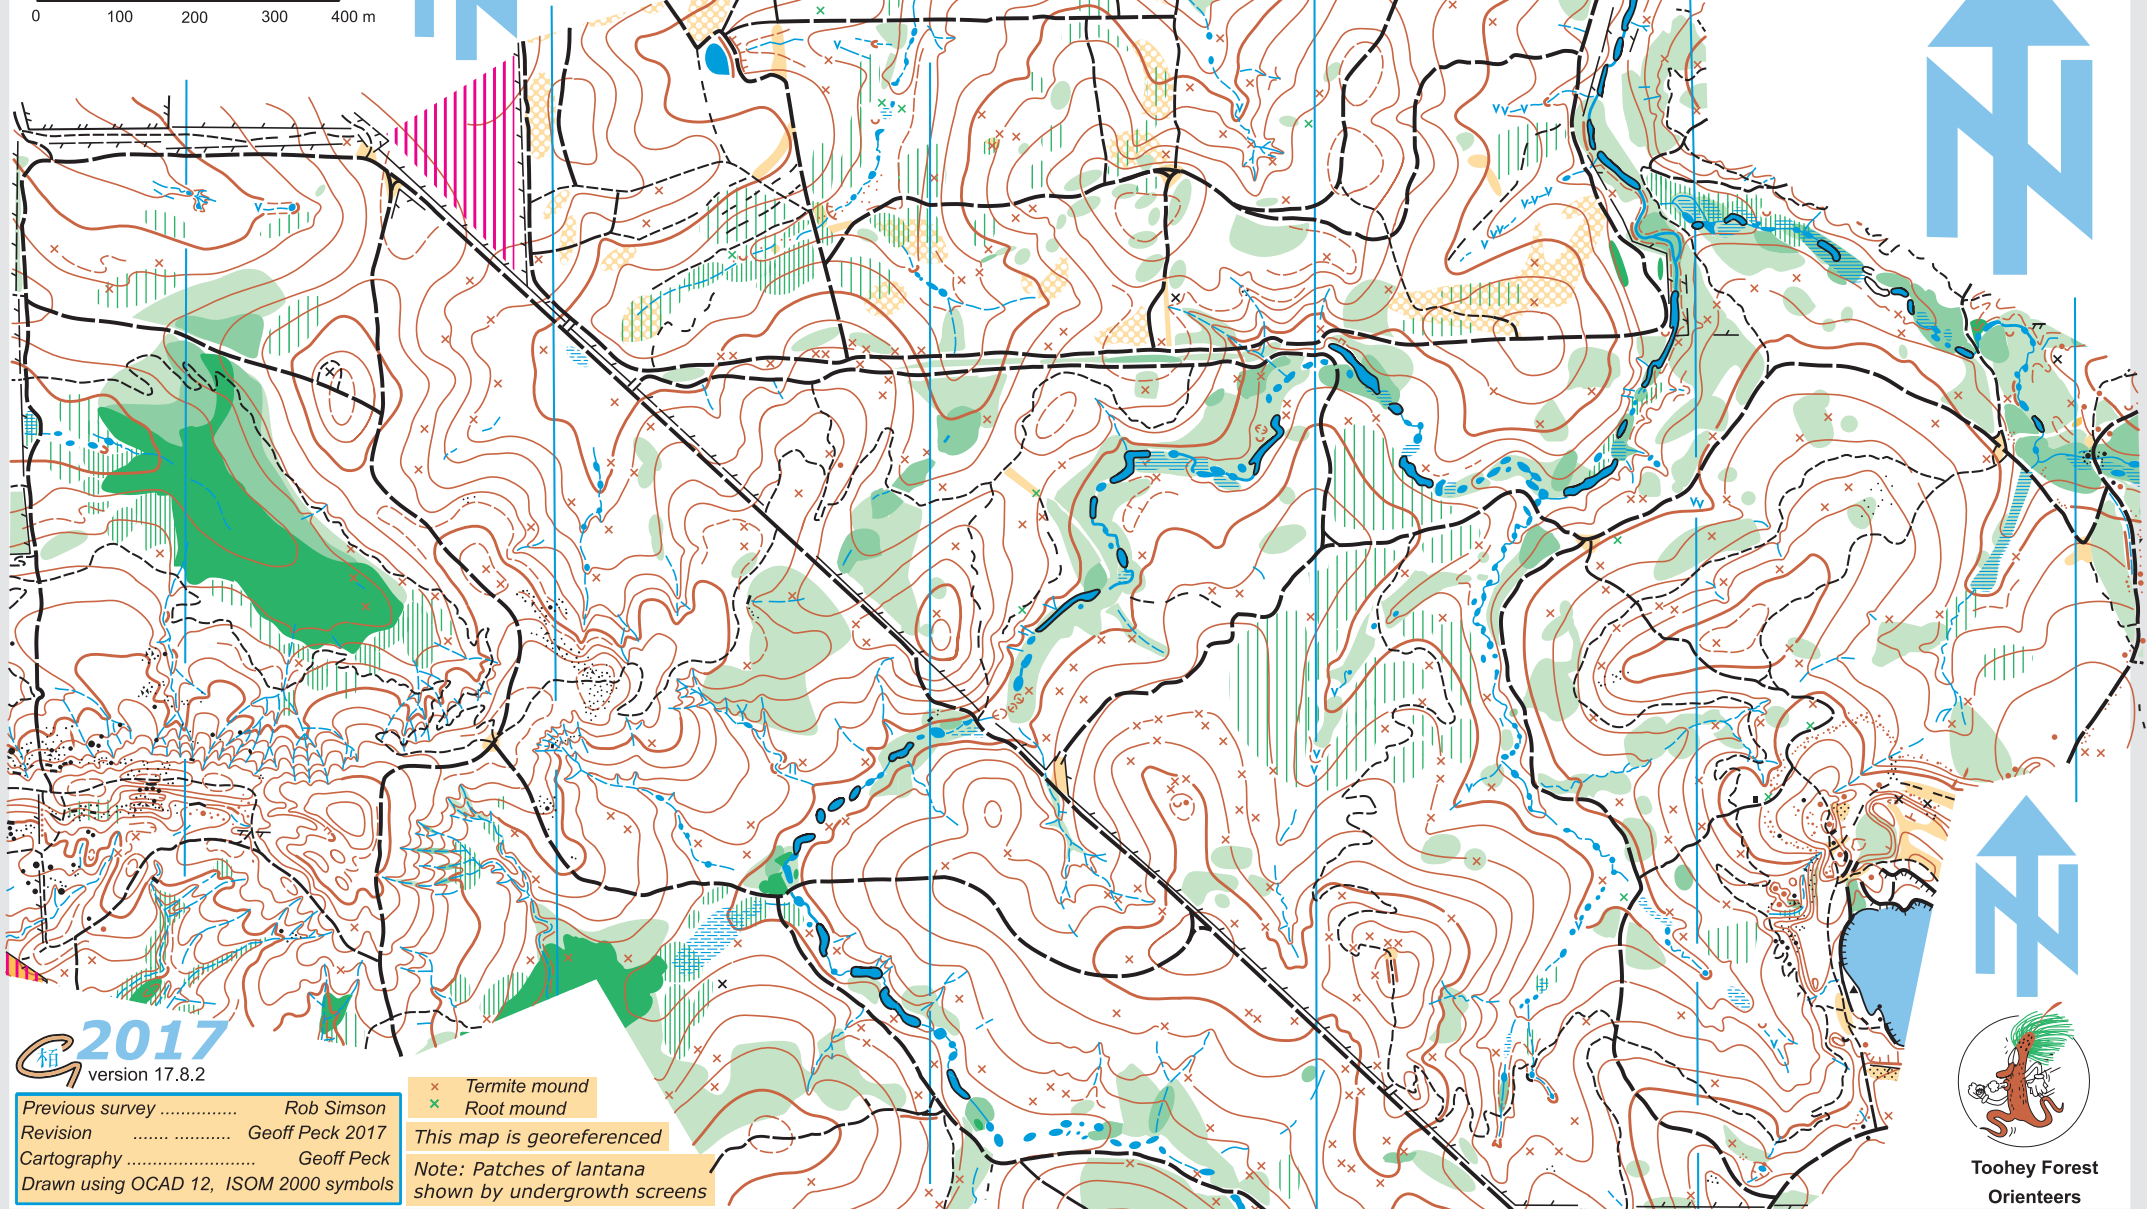 0 100 200 300 400 m
N
N
栢 2017
version 17.8.2
Previous survey ............... Rob Simson
Revision ....... ........... Geoff Peck 2017
Cartography ......................... Geoff Peck
Drawn using OCAD 12, ISOM 2000 symbols
× Termite mound
× Root mound
This map is georeferenced
Note: Patches of lantana
shown by undergrowth screens
N
Toohey Forest
Orienteers